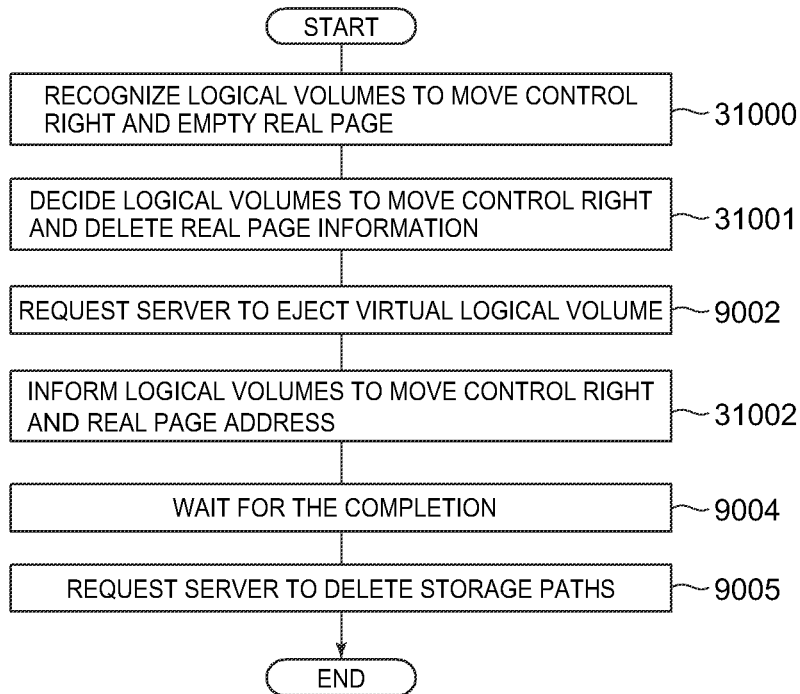 START
RECOGNIZE LOGICAL VOLUMES TO MOVE CONTROL
RIGHT AND EMPTY REAL PAGE
31000
DECIDE LOGICAL VOLUMES TO MOVE CONTROL RIGHT
AND DELETE REAL PAGE INFORMATION
31001
REQUEST SERVER TO EJECT VIRTUAL LOGICAL VOLUME
9002
INFORM LOGICAL VOLUMES TO MOVE CONTROL RIGHT
AND REAL PAGE ADDRESS
31002
WAIT FOR THE COMPLETION
9004
REQUEST SERVER TO DELETE STORAGE PATHS
9005
END